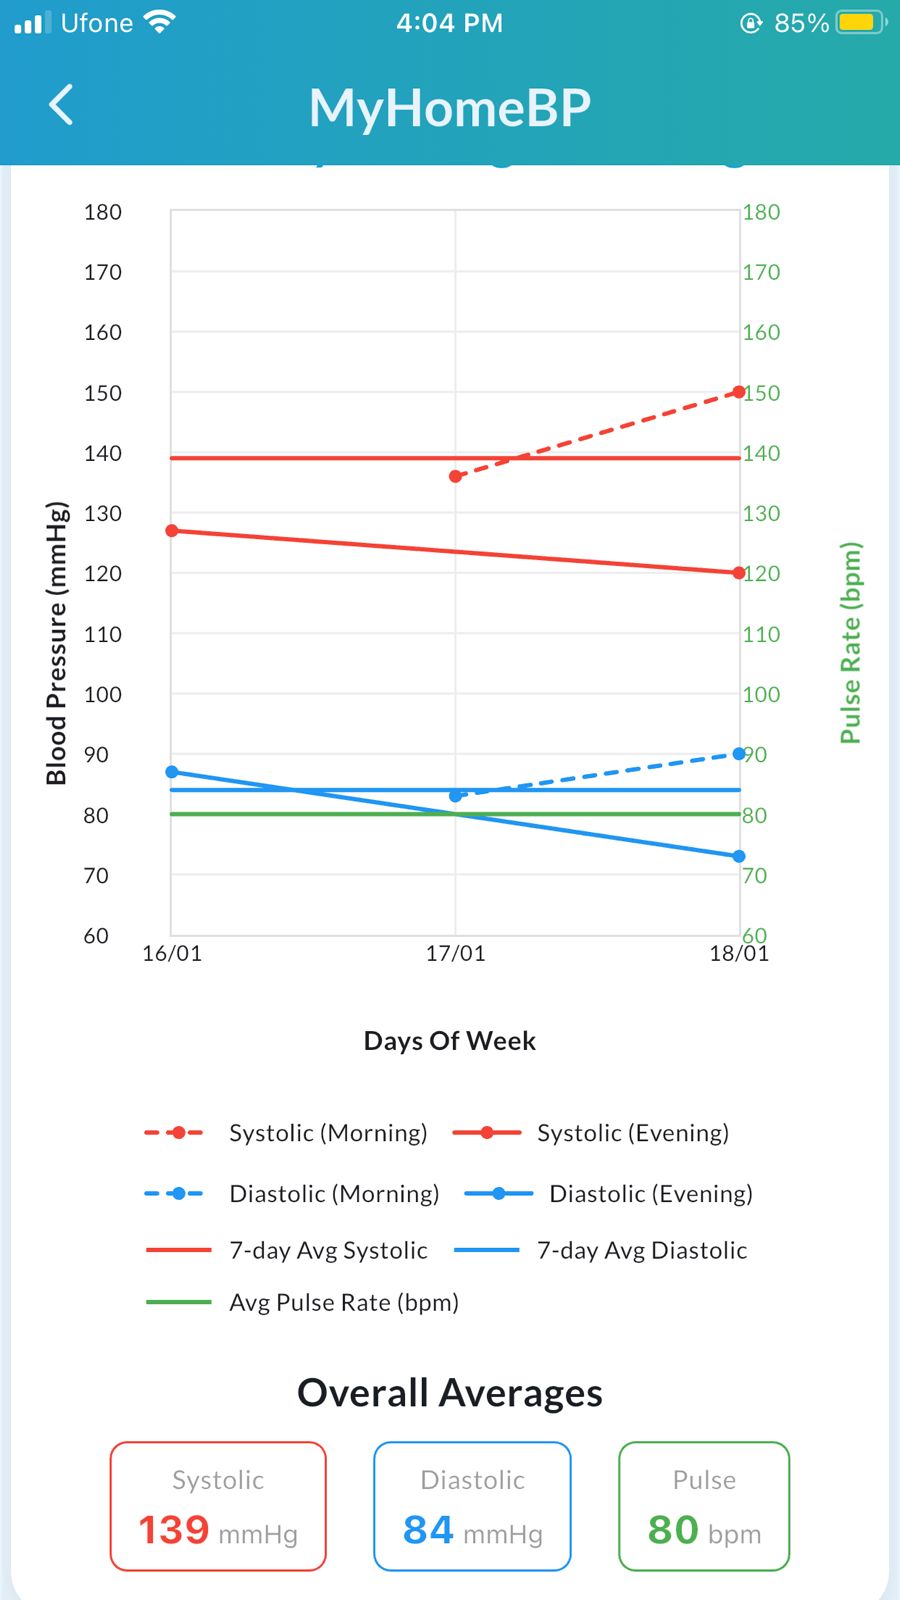 Ufone 4:04 PM 85%
MyHomeBP
180 180
170 170
160 160
150 150
140 140
130 130
120 120
110 110
100 100
90 90
80 80
70 70
60 60
Blood Pressure (mmHg)
Pulse Rate (bpm)
16/01 17/01 18/01
Days Of Week
Systolic (Morning) Systolic (Evening)
Diastolic (Morning) Diastolic (Evening)
7-day Avg Systolic 7-day Avg Diastolic
Avg Pulse Rate (bpm)
Overall Averages
Systolic Diastolic Pulse
139 mmHg 84 mmHg 80 bpm